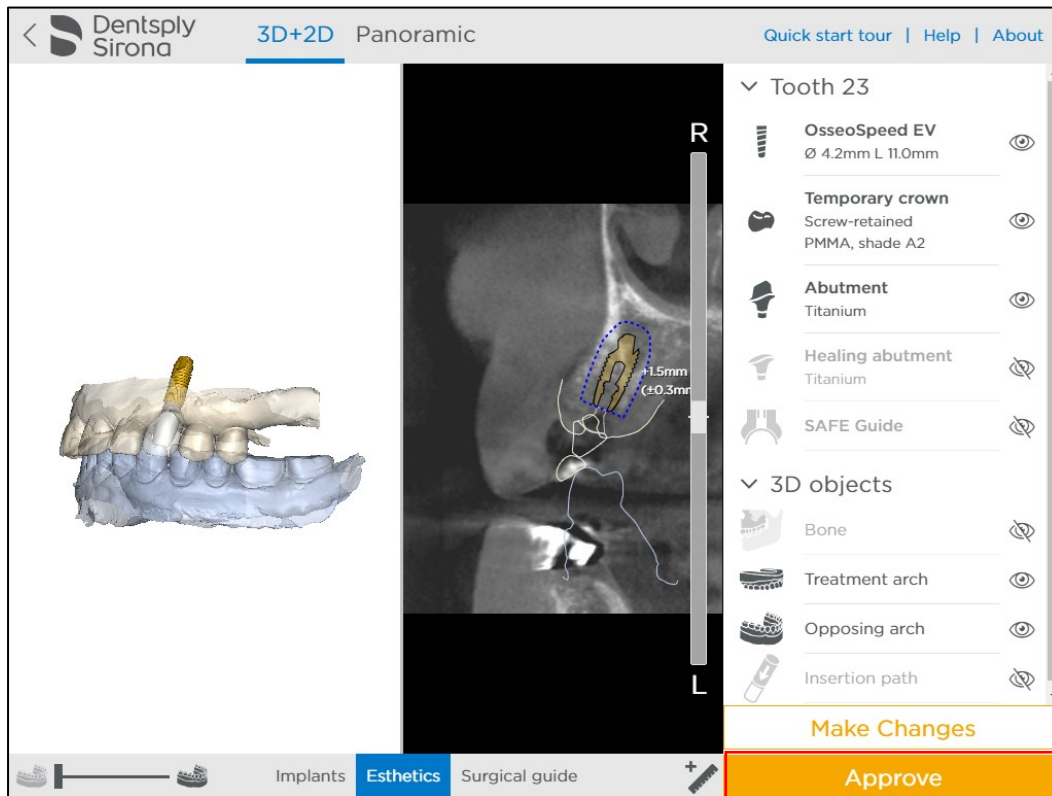 Dentsply
Sirona
3D+2D Panoramic
Quick start tour | Help | About
Tooth 23
OsseoSpeed EV
Ø 4.2mm L 11.0mm
Temporary crown
Screw-retained
PMMA, shade A2
Abutment
Titanium
Healing abutment
Titanium
SAFE Guide
3D objects
Bone
Treatment arch
Opposing arch
Insertion path
R
+1.5mm
(±0.3mm
L
Make Changes
Approve
Implants Esthetics Surgical guide